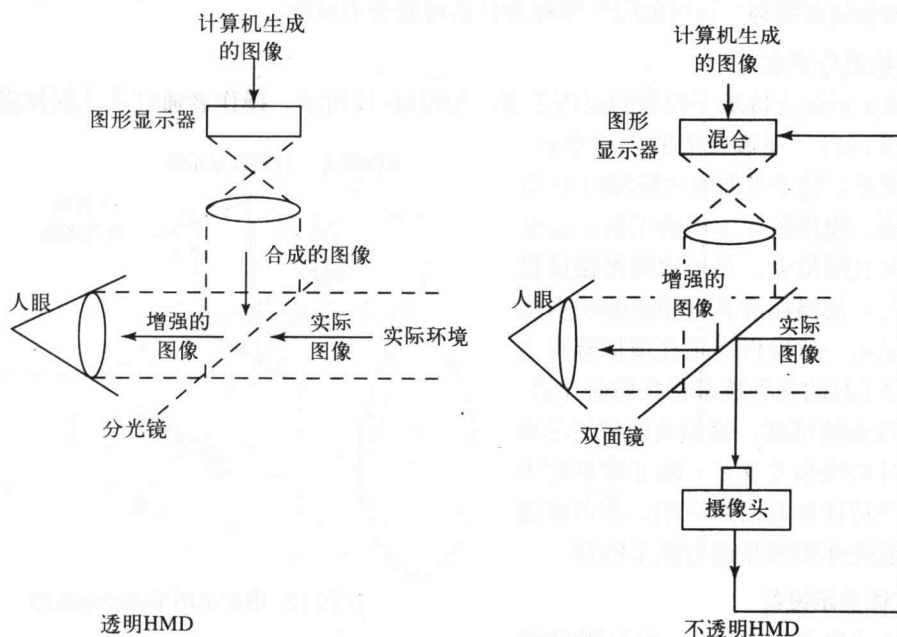 计算机生成
的图像
图形显示器
合成的图像
人眼
增强的
图像
实际
图像
实际环境
分光镜
透明HMD
计算机生成
的图像
图形
显示器
混合
增强的
图像
人眼
实际
图像
双面镜
摄像头
不透明HMD